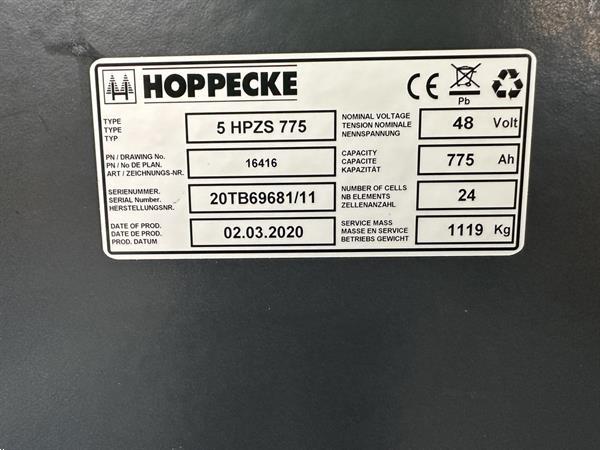 HOPPECKE
CE
Pb
TYPE
TYPE
TYP
5 HPZS 775
NOMINAL VOLTAGE
TENSION NOMINALE
NENNSPANNUNG
48 Volt
PN / DRAWING No.
PN / No DE PLAN.
ART / ZEICHNUNGS-NR.
16416
CAPACITY
CAPACITE
KAPAZITÄT
775 Ah
SERIENUMMER.
SERIAL Number.
HERSTELLUNGSNR.
20TB69681/11
NUMBER OF CELLS
NB ELEMENTS
ZELLENANZAHL
24
DATE OF PROD.
DATE DE PROD.
PROD. DATUM
02.03.2020
SERVICE MASS
MASSE EN SERVICE
BETRIEBS GEWICHT
1119 Kg